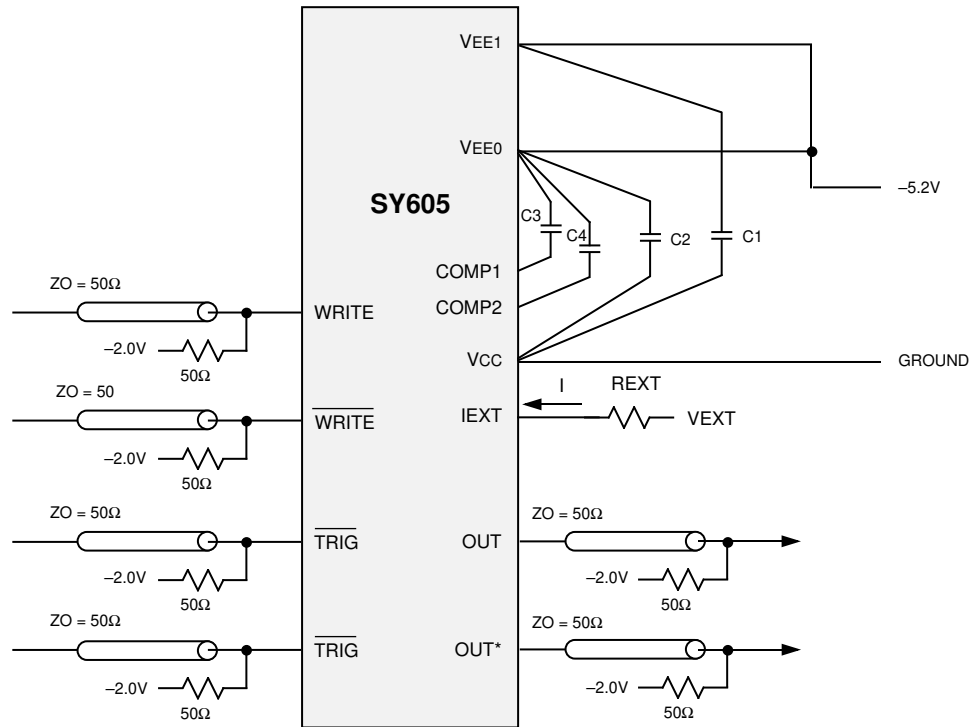 VEE1
VEE0
–5.2V
SY605
C3
C4
C2
C1
COMP1
ZO = 50Ω
WRITE
COMP2
–2.0V
50Ω
VCC
GROUND
I
REXT
ZO = 50
WRITE
IEXT
VEXT
–2.0V
50Ω
ZO = 50Ω
TRIG
OUT
ZO = 50Ω
–2.0V
50Ω
–2.0V
50Ω
ZO = 50Ω
TRIG
OUT*
ZO = 50Ω
–2.0V
50Ω
–2.0V
50Ω